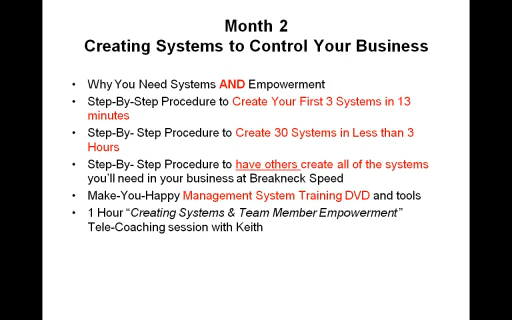 Month 2
Creating Systems to Control Your Business
• Why You Need Systems AND Empowerment
• Step-By-Step Procedure to Create Your First 3 Systems in 13
minutes
• Step-By- Step Procedure to Create 30 Systems in Less than 3
Hours
• Step-By- Step Procedure to have others create all of the systems
you'll need in your business at Breakneck Speed
• Make-You-Happy Management System Training DVD and tools
• 1 Hour “Creating Systems & Team Member Empowerment”
Tele-Coaching session with Keith